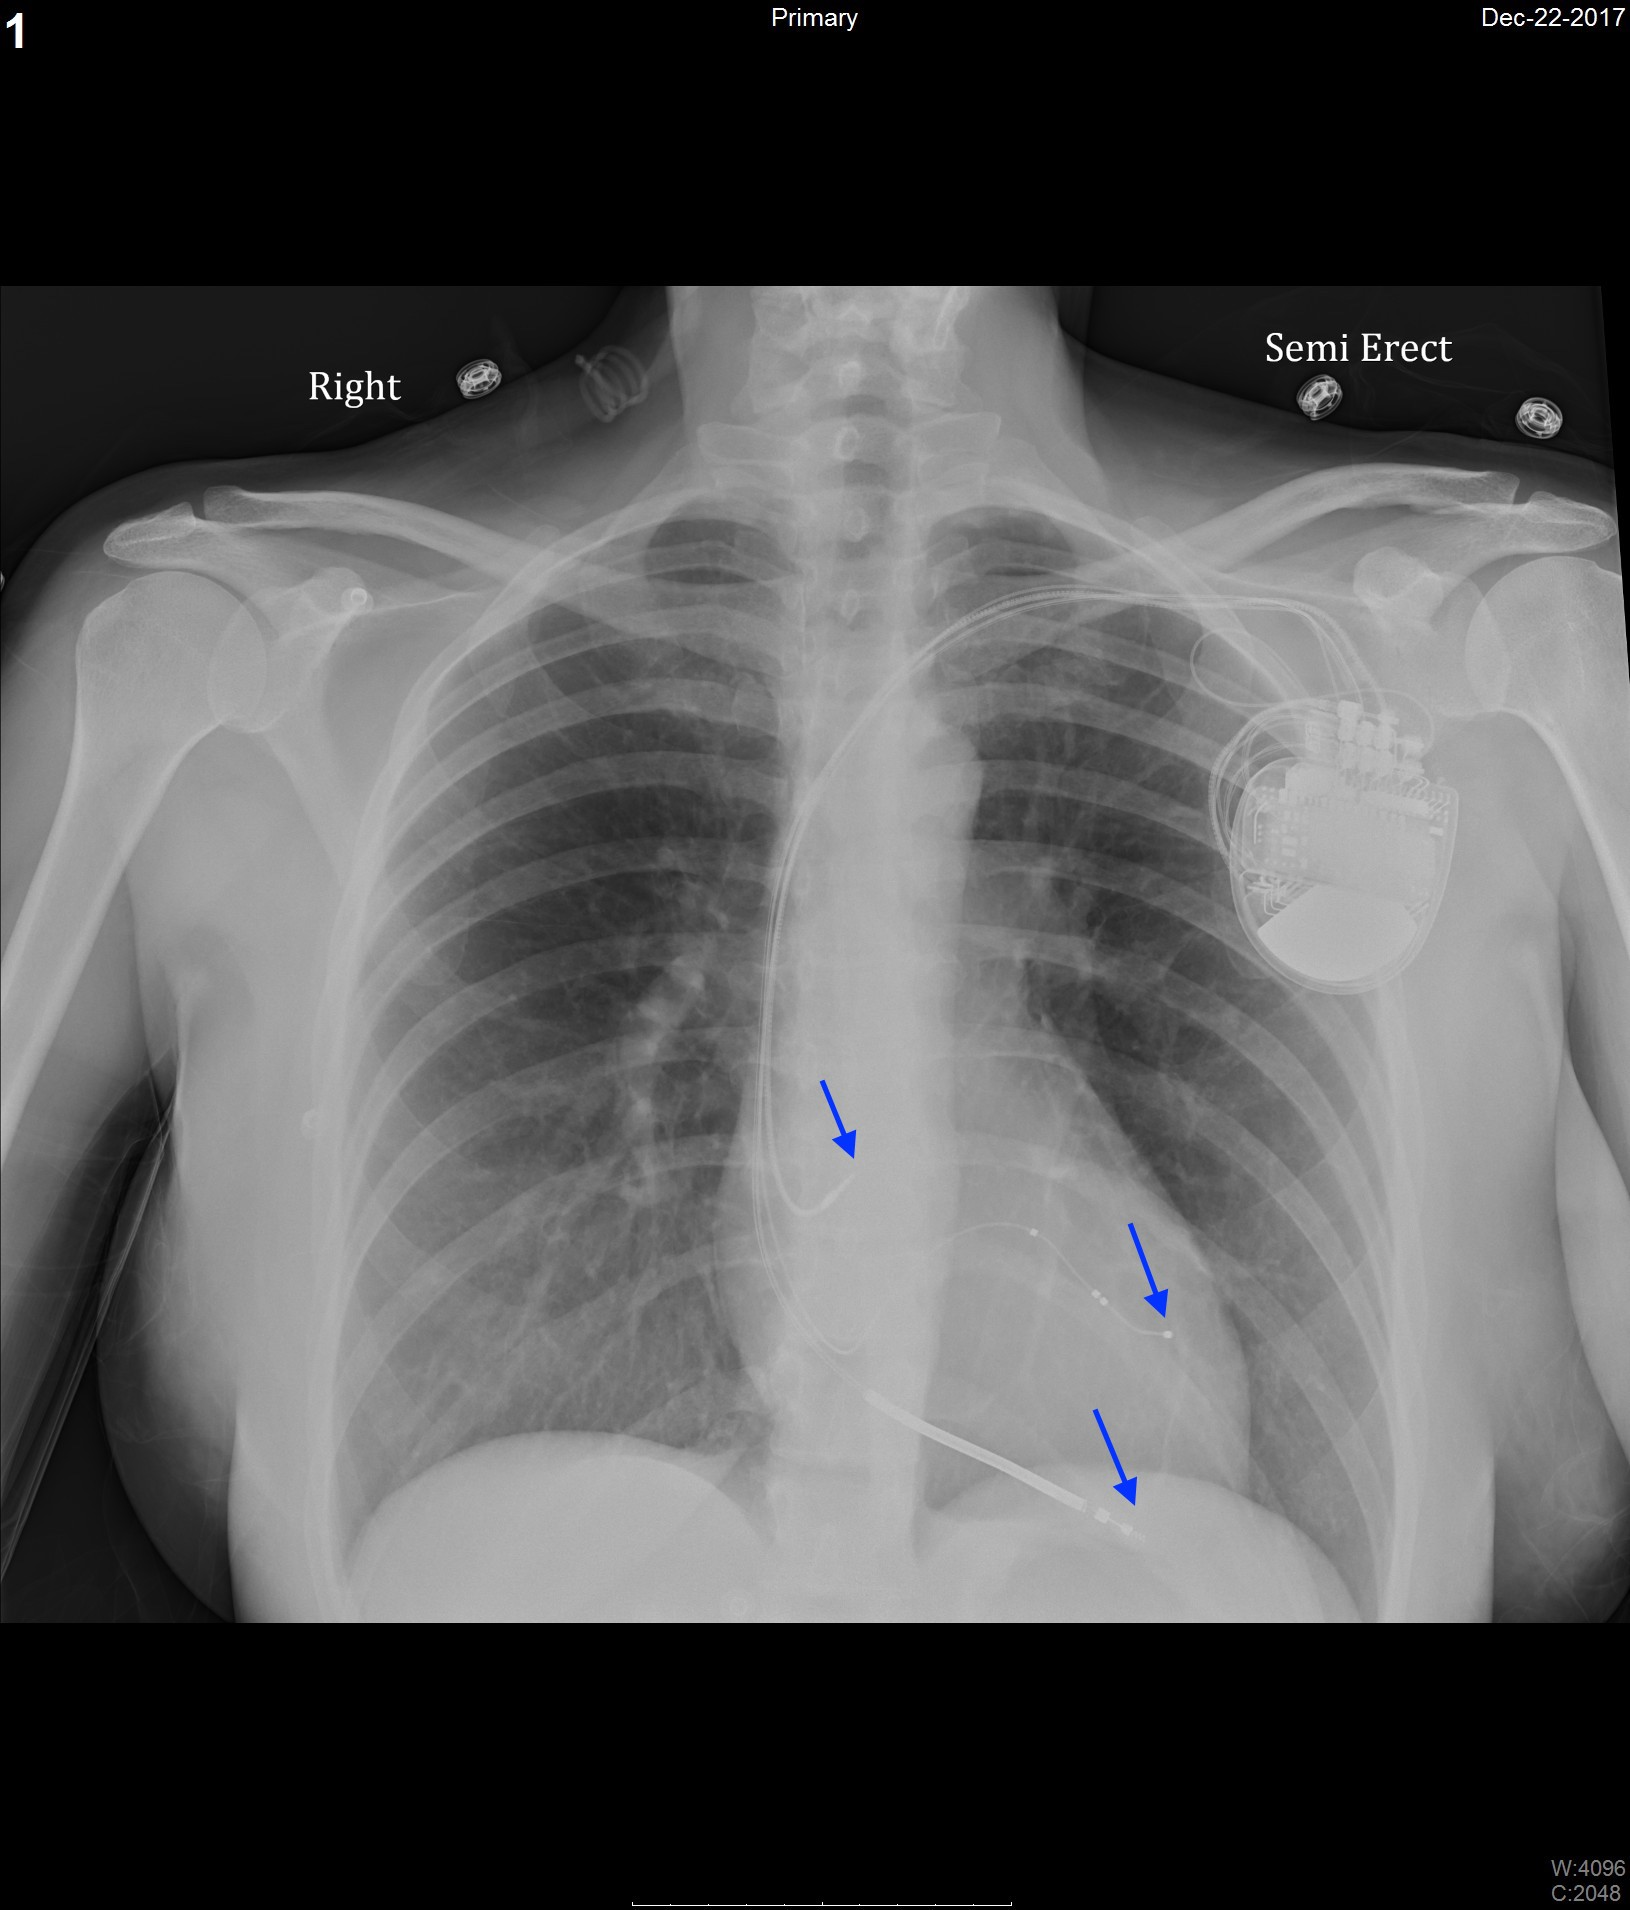 1
Primary
Dec-22-2017
Semi Erect
Right
W:4096
C:2048